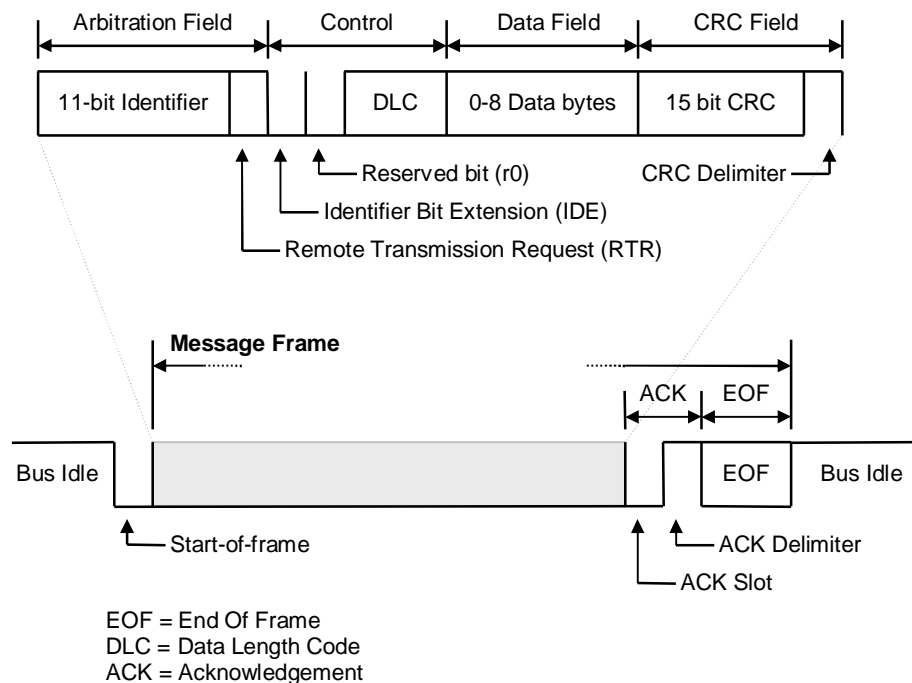 Arbitration Field Control Data Field CRC Field
11-bit Identifier DLC 0-8 Data bytes 15 bit CRC
Reserved bit (r0) CRC Delimiter
Identifier Bit Extension (IDE)
Remote Transmission Request (RTR)
Message Frame
ACK EOF
Bus Idle EOF Bus Idle
Start-of-frame ACK Delimiter
ACK Slot
EOF = End Of Frame
DLC = Data Length Code
ACK = Acknowledgement